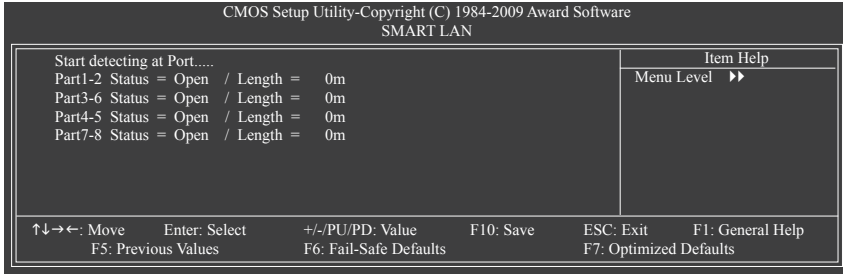 CMOS Setup Utility-Copyright (C) 1984-2009 Award Software
SMART LAN
Start detecting at Port.....
Part1-2 Status = Open / Length = 0m
Part3-6 Status = Open / Length = 0m
Part4-5 Status = Open / Length = 0m
Part7-8 Status = Open / Length = 0m
Item Help
Menu Level ▶▶
↑↓→←: Move Enter: Select +/-/PU/PD: Value F10: Save ESC: Exit F1: General Help
F5: Previous Values F6: Fail-Safe Defaults F7: Optimized Defaults